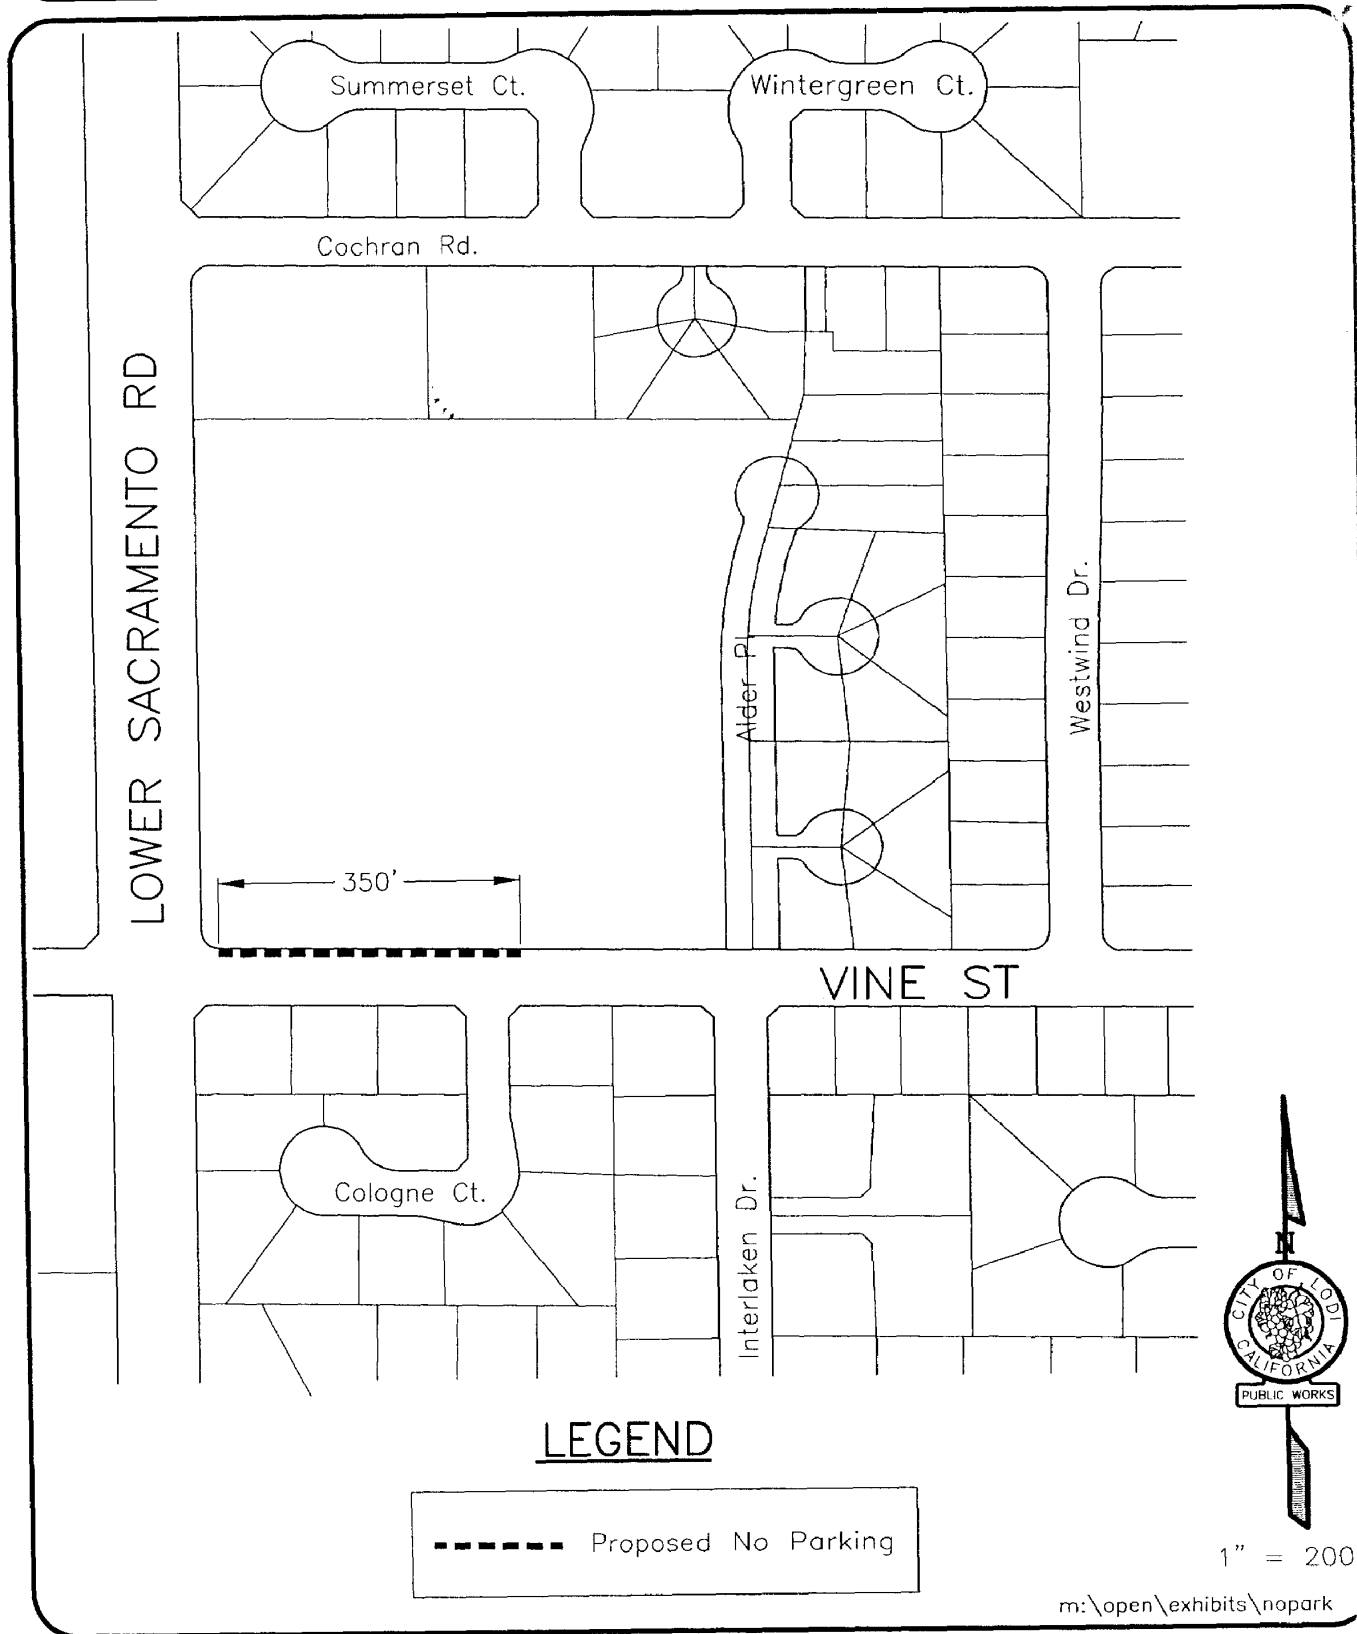 Summerset Ct.
Wintergreen Ct.
Cochran Rd.
LOWER SACRAMENTO RD
Alder Pl
Westwind Dr.
350'
VINE ST
Cologne Ct.
Interlaken Dr.
N
CITY OF LODI
CALIFORNIA
PUBLIC WORKS
LEGEND
Proposed No Parking
1" = 200
m:\open\exhibits\nopark